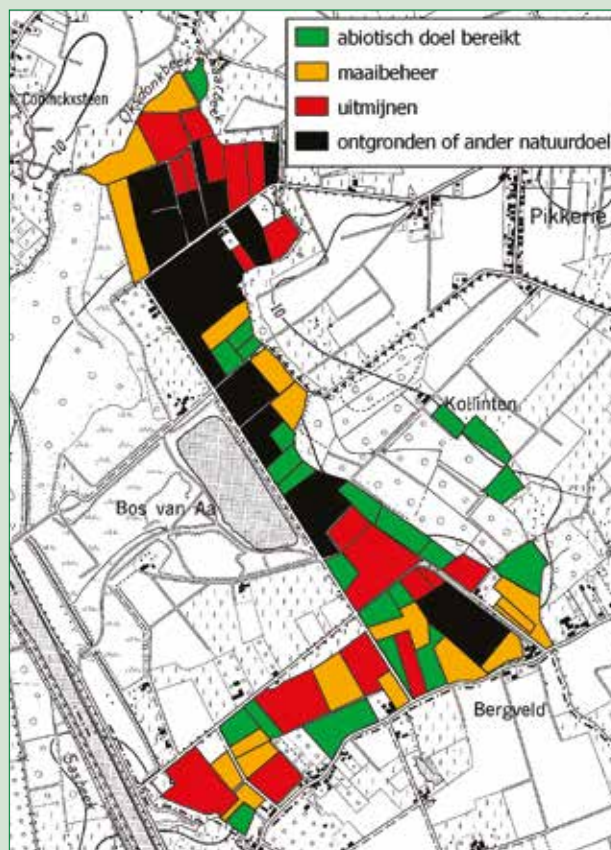 abiotisch doel bereikt
maaibeheer
uitmijnen
ontgronden of ander natuurdoel
Coninckxsteen
10
Pikkerie
10
Kollinten
Bos van Aa
Bergveld